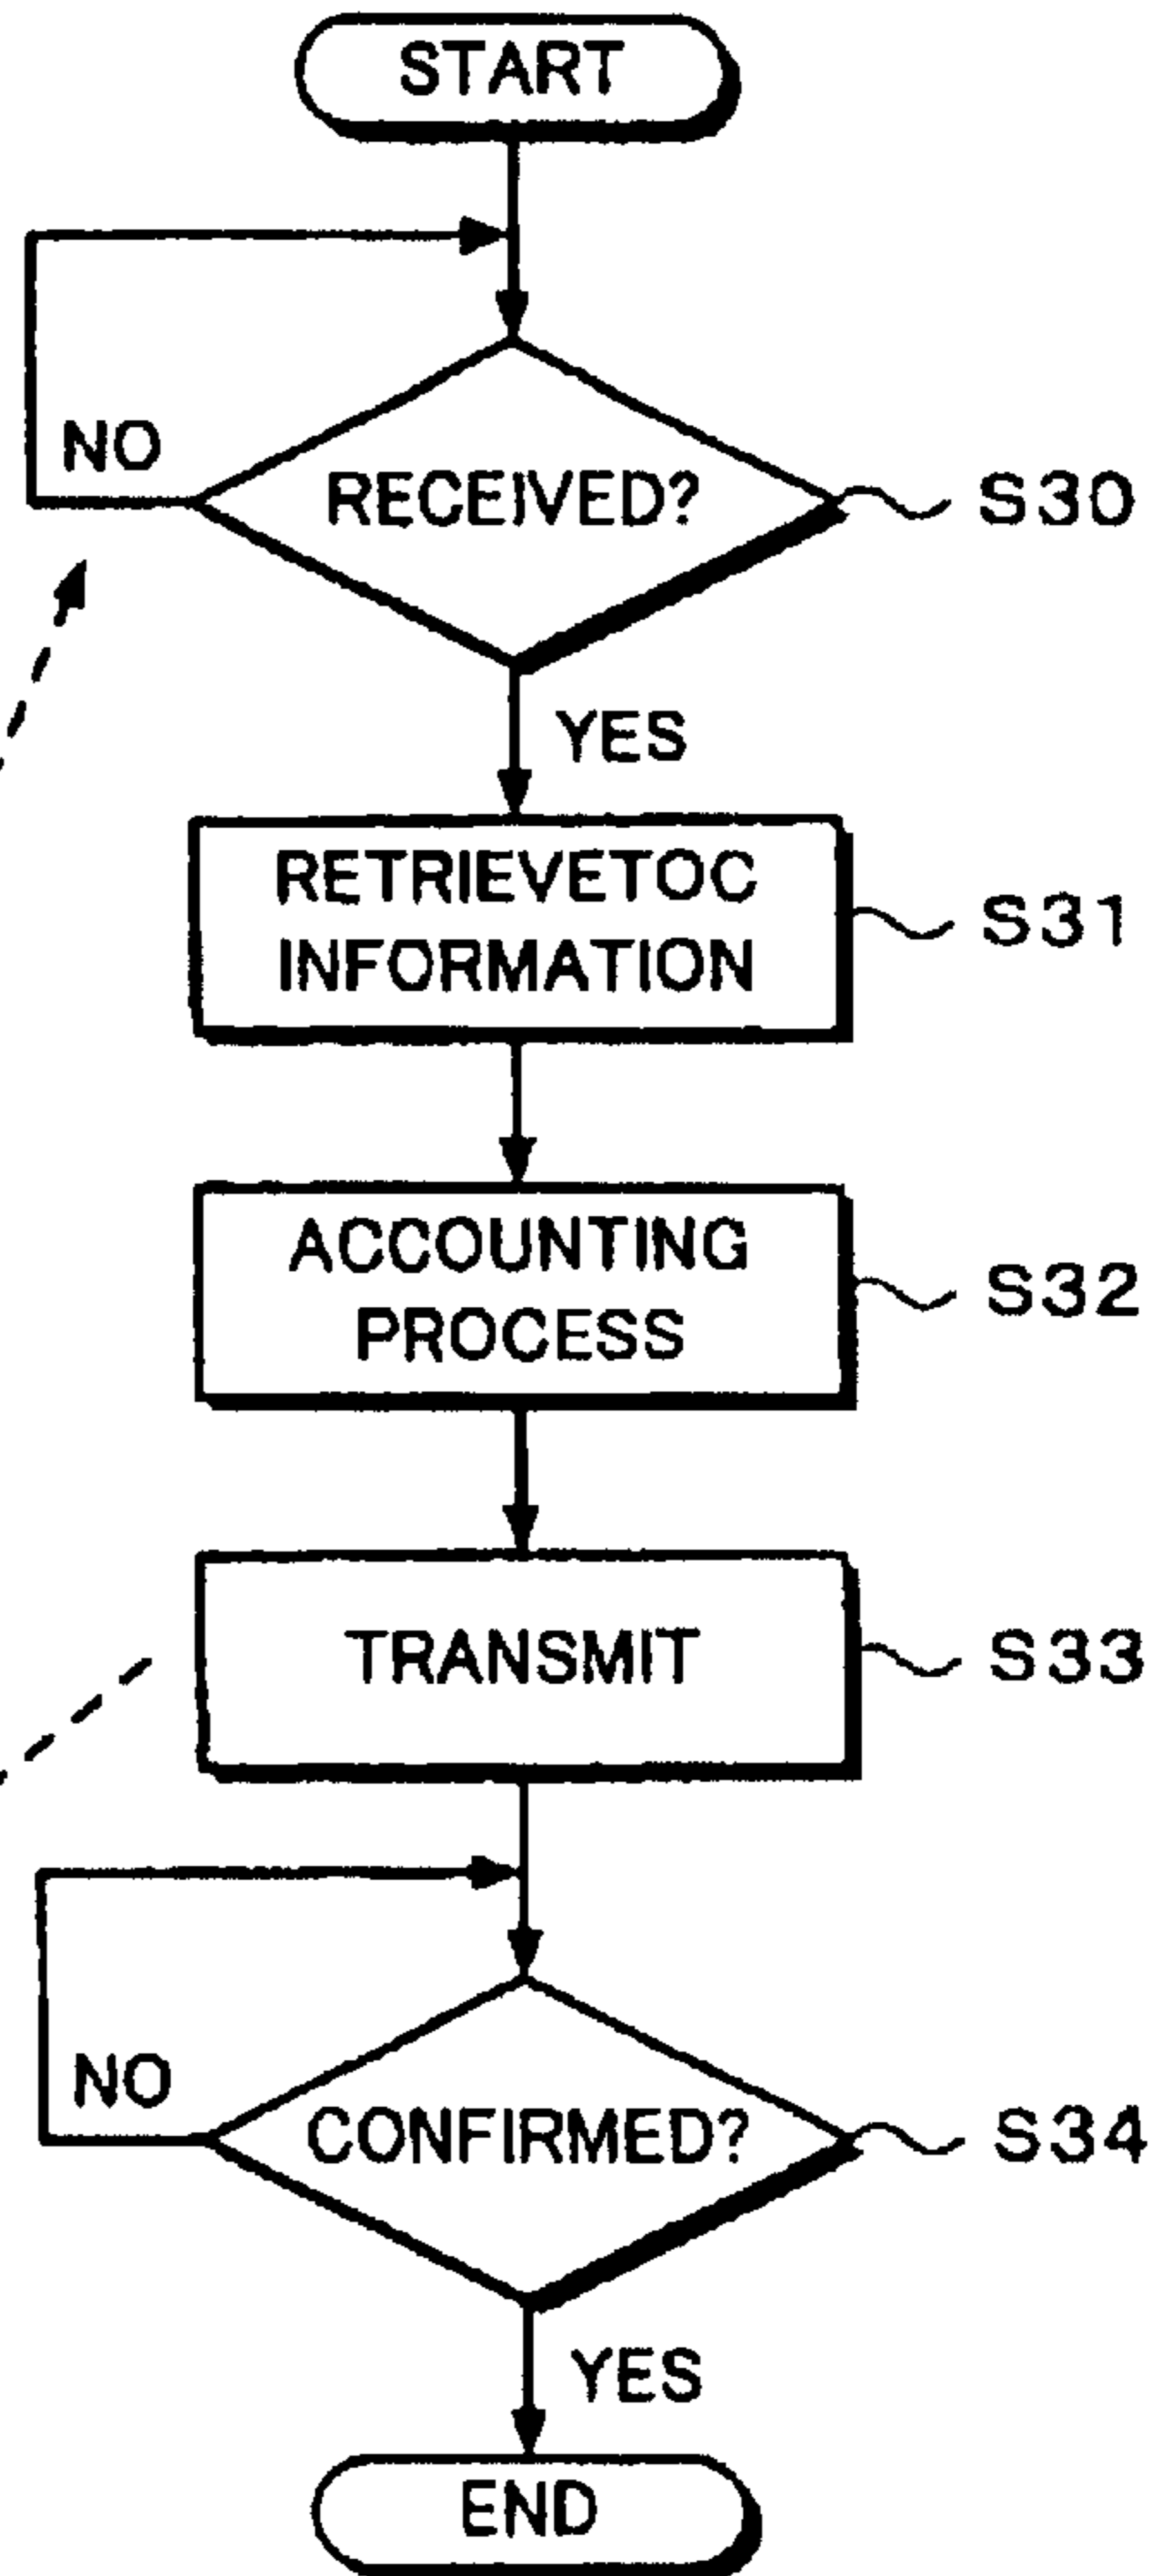 START
NO
RECEIVED?
S30
YES
RETRIEVETOC
INFORMATION
S31
ACCOUNTING
PROCESS
S32
TRANSMIT
S33
NO
CONFIRMED?
S34
YES
END